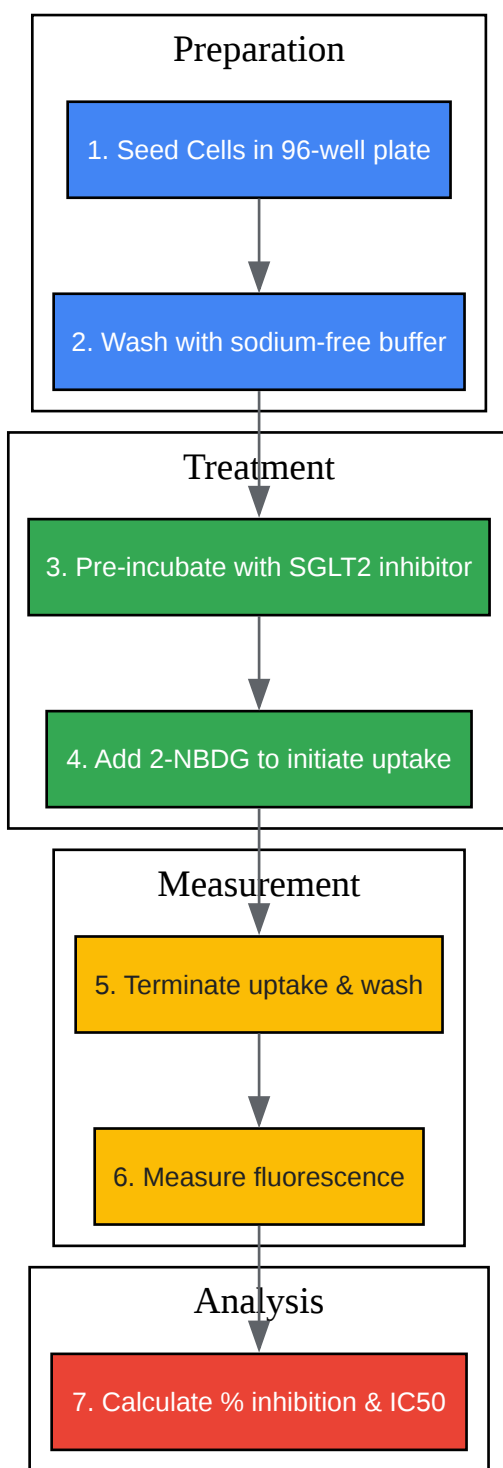 Preparation
1. Seed Cells in 96-well plate
2. Wash with sodium-free buffer
Treatment
3. Pre-incubate with SGLT2 inhibitor
4. Add 2-NBDG to initiate uptake
Measurement
5. Terminate uptake & wash
6. Measure fluorescence
Analysis
7. Calculate % inhibition & IC50